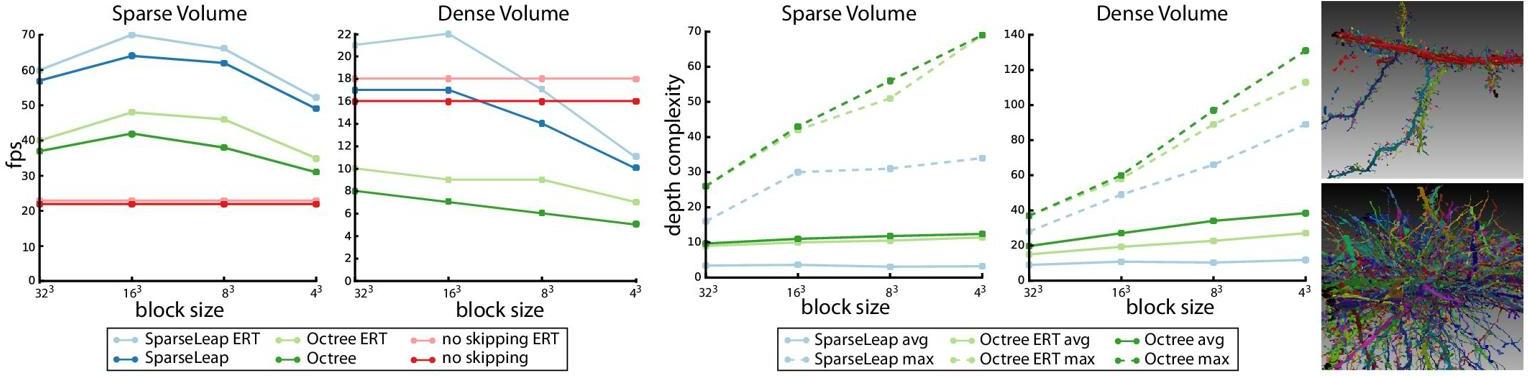 Sparse Volume
fps
70
60
50
40
30
20
10
0
32³ 16³ 8³ 4³
block size
Dense Volume
22
20
18
16
14
12
10
8
6
4
2
0
32³ 16³ 8³ 4³
block size
SparseLeap ERT Octree ERT no skipping ERT
SparseLeap Octree no skipping
Sparse Volume
depth complexity
70
60
50
40
30
20
10
0
32³ 16³ 8³ 4³
block size
Dense Volume
140
120
100
80
60
40
20
0
32³ 16³ 8³ 4³
block size
SparseLeap avg Octree ERT avg Octree avg
SparseLeap max Octree ERT max Octree max